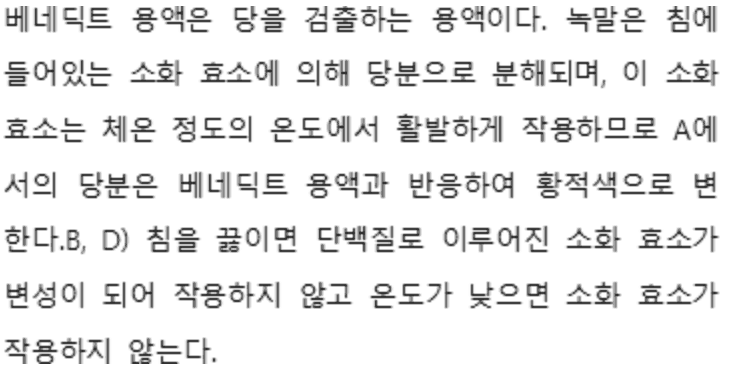 베네딕트 용액은 당을 검출하는 용액이다. 녹말은 침에
들어있는 소화 효소에 의해 당분으로 분해되며, 이 소화
효소는 체온 정도의 온도에서 활발하게 작용하므로 A에
서의 당분은 베네딕트 용액과 반응하여 황적색으로 변
한다.B, D) 침을 끓이면 단백질로 이루어진 소화 효소가
변성이 되어 작용하지 않고 온도가 낮으면 소화 효소가
작용하지 않는다.